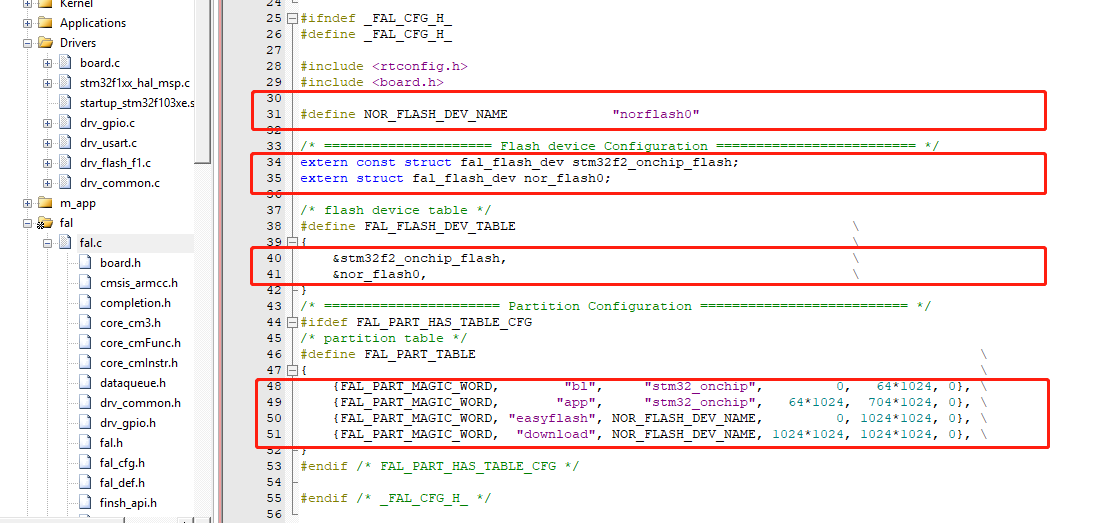 Kernel
Applications
Drivers
board.c
stm32f1xx_hal_msp.c
startup_stm32f103xe.s
drv_gpio.c
drv_usart.c
drv_flash_f1.c
drv_common.c
m_app
fal
fal.c
board.h
cmsis_armcc.h
completion.h
core_cm3.h
core_cmFunc.h
core_cmInstr.h
dataqueue.h
drv_common.h
drv_gpio.h
fal.h
fal_cfg.h
fal_def.h
finsh_api.h
24
25 #ifndef _FAL_CFG_H_
26 #define _FAL_CFG_H_
27
28 #include <rtconfig.h>
29 #include <board.h>
30
31 #define NOR_FLASH_DEV_NAME "norflash0"
32
33 /* ===================== Flash device Configuration ========================= */
34 extern const struct fal_flash_dev stm32f2_onchip_flash;
35 extern struct fal_flash_dev nor_flash0;
36
37 /* flash device table */
38 #define FAL_FLASH_DEV_TABLE \
39 { \
40 &stm32f2_onchip_flash, \
41 &nor_flash0, \
42 }
43 /* ====================== Partition Configuration ========================== */
44 #ifdef FAL_PART_HAS_TABLE_CFG
45 /* partition table */
46 #define FAL_PART_TABLE \
47 { \
48 {FAL_PART_MAGIC_WORD, "bl", "stm32_onchip", 0, 64*1024, 0}, \
49 {FAL_PART_MAGIC_WORD, "app", "stm32_onchip", 64*1024, 704*1024, 0}, \
50 {FAL_PART_MAGIC_WORD, "easyflash", NOR_FLASH_DEV_NAME, 0, 1024*1024, 0}, \
51 {FAL_PART_MAGIC_WORD, "download", NOR_FLASH_DEV_NAME, 1024*1024, 1024*1024, 0}, \
52 }
53 #endif /* FAL_PART_HAS_TABLE_CFG */
54
55 #endif /* _FAL_CFG_H_ */
56